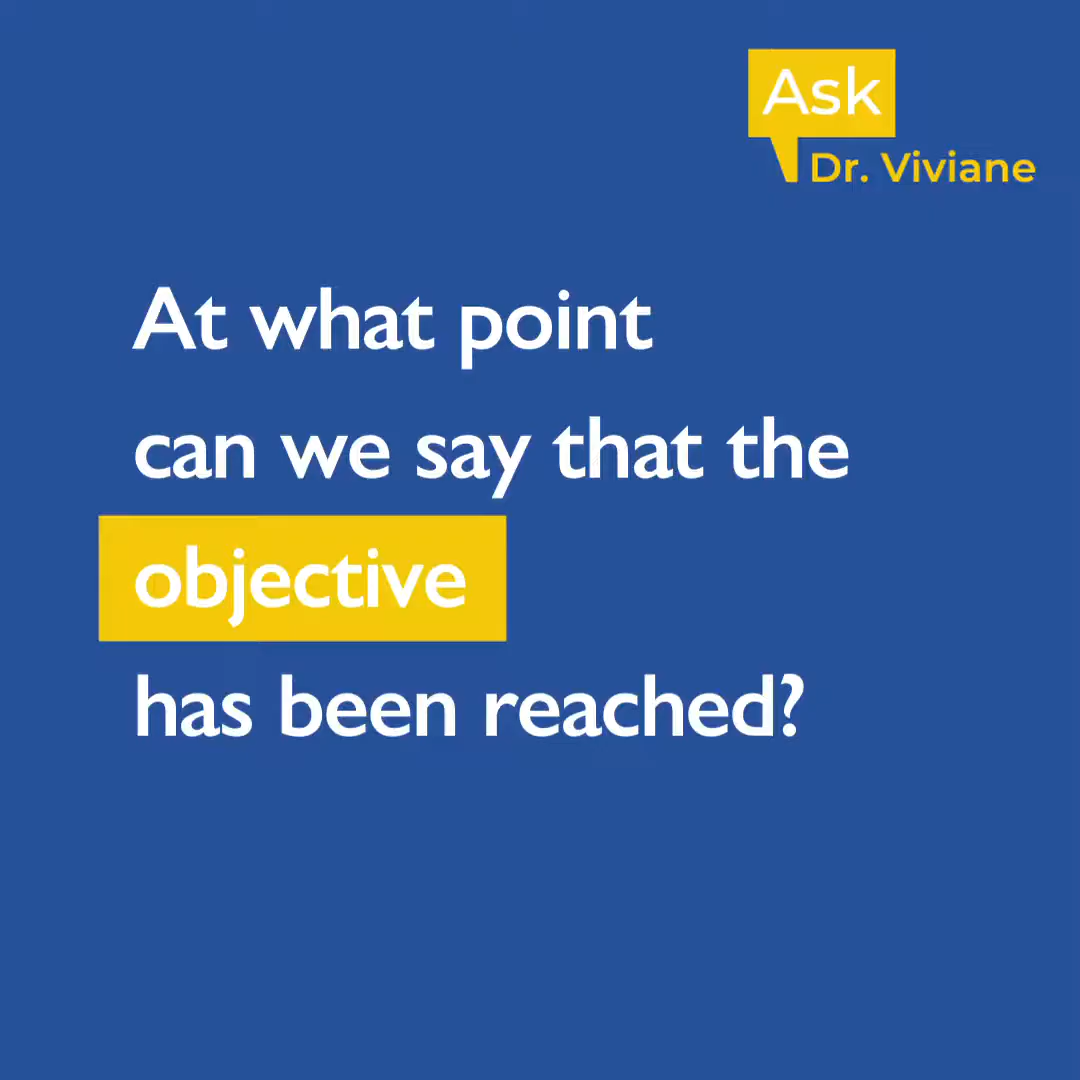 Ask
Dr. Viviane
At what point
can we say that the
objective
has been reached?